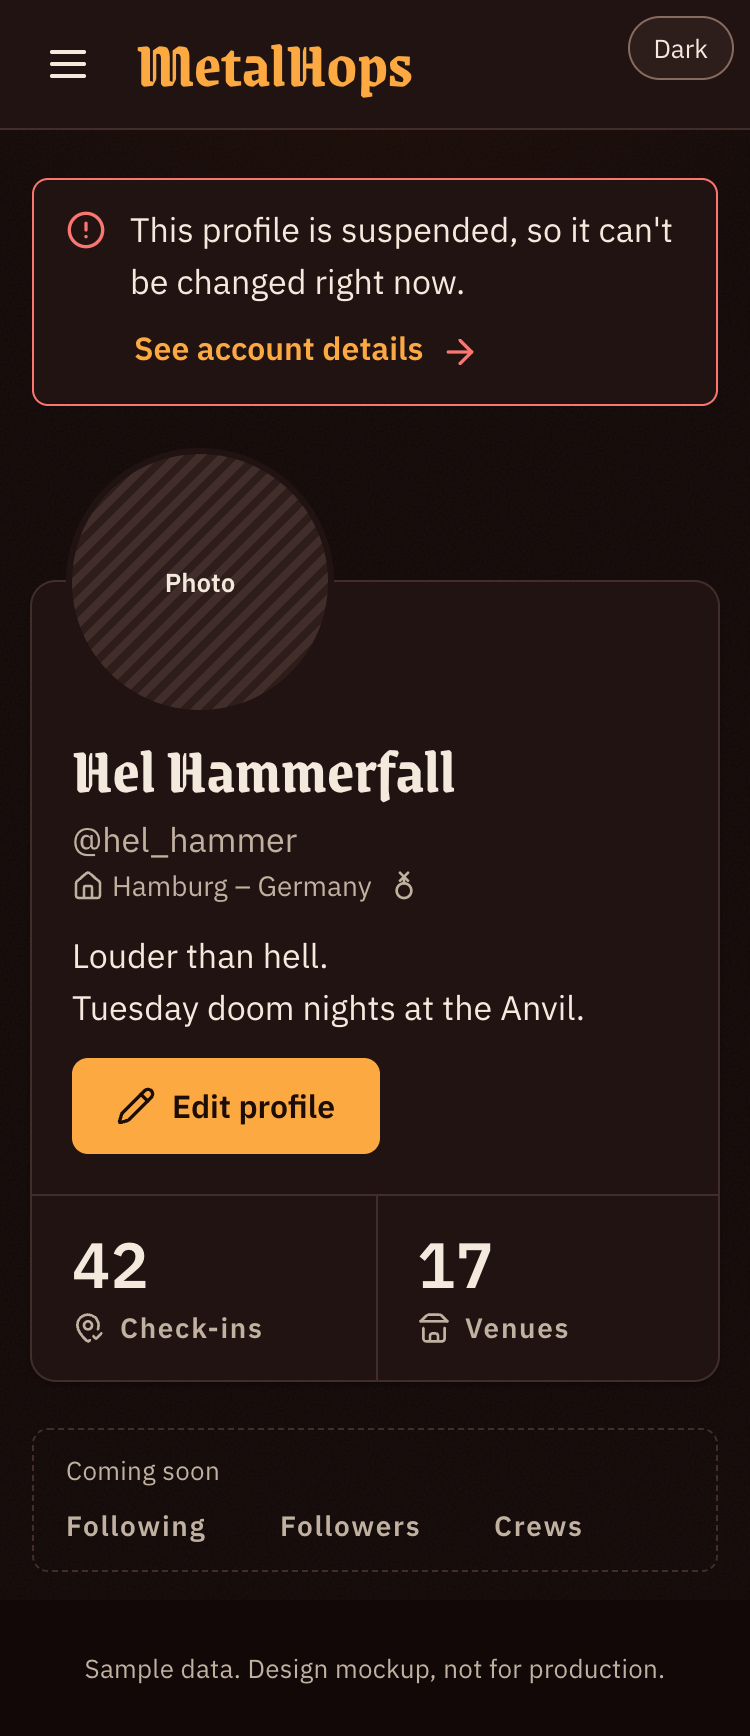 MetalHops
Dark
This profile is suspended, so it can't
be changed right now.
See account details
Photo
Hel Hammerfall
@hel_hammer
Hamburg – Germany
Louder than hell.
Tuesday doom nights at the Anvil.
Edit profile
42
17
Check-ins
Venues
Coming soon
Following Followers Crews
Sample data. Design mockup, not for production.